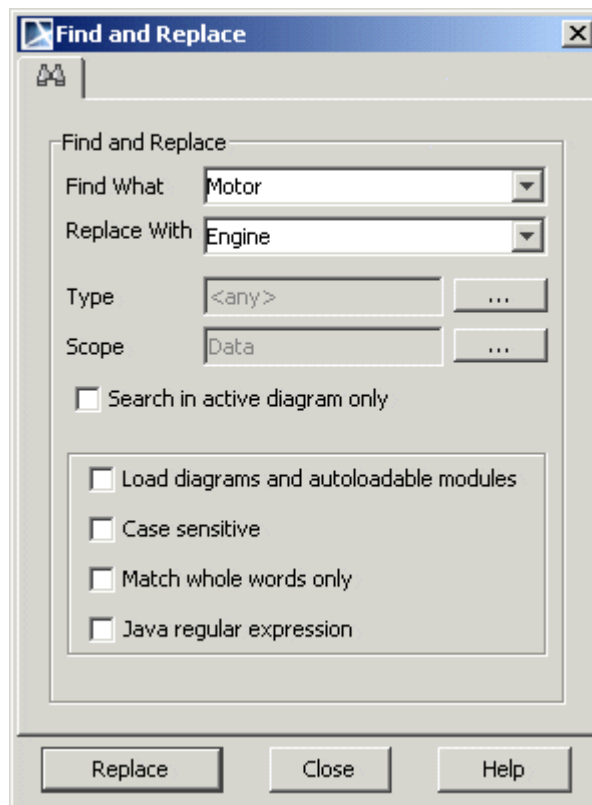 Find and Replace
Find and Replace
Find What Motor
Replace With Engine
Type <any> ...
Scope Data ...
Search in active diagram only
Load diagrams and autoloadable modules
Case sensitive
Match whole words only
Java regular expression
Replace Close Help